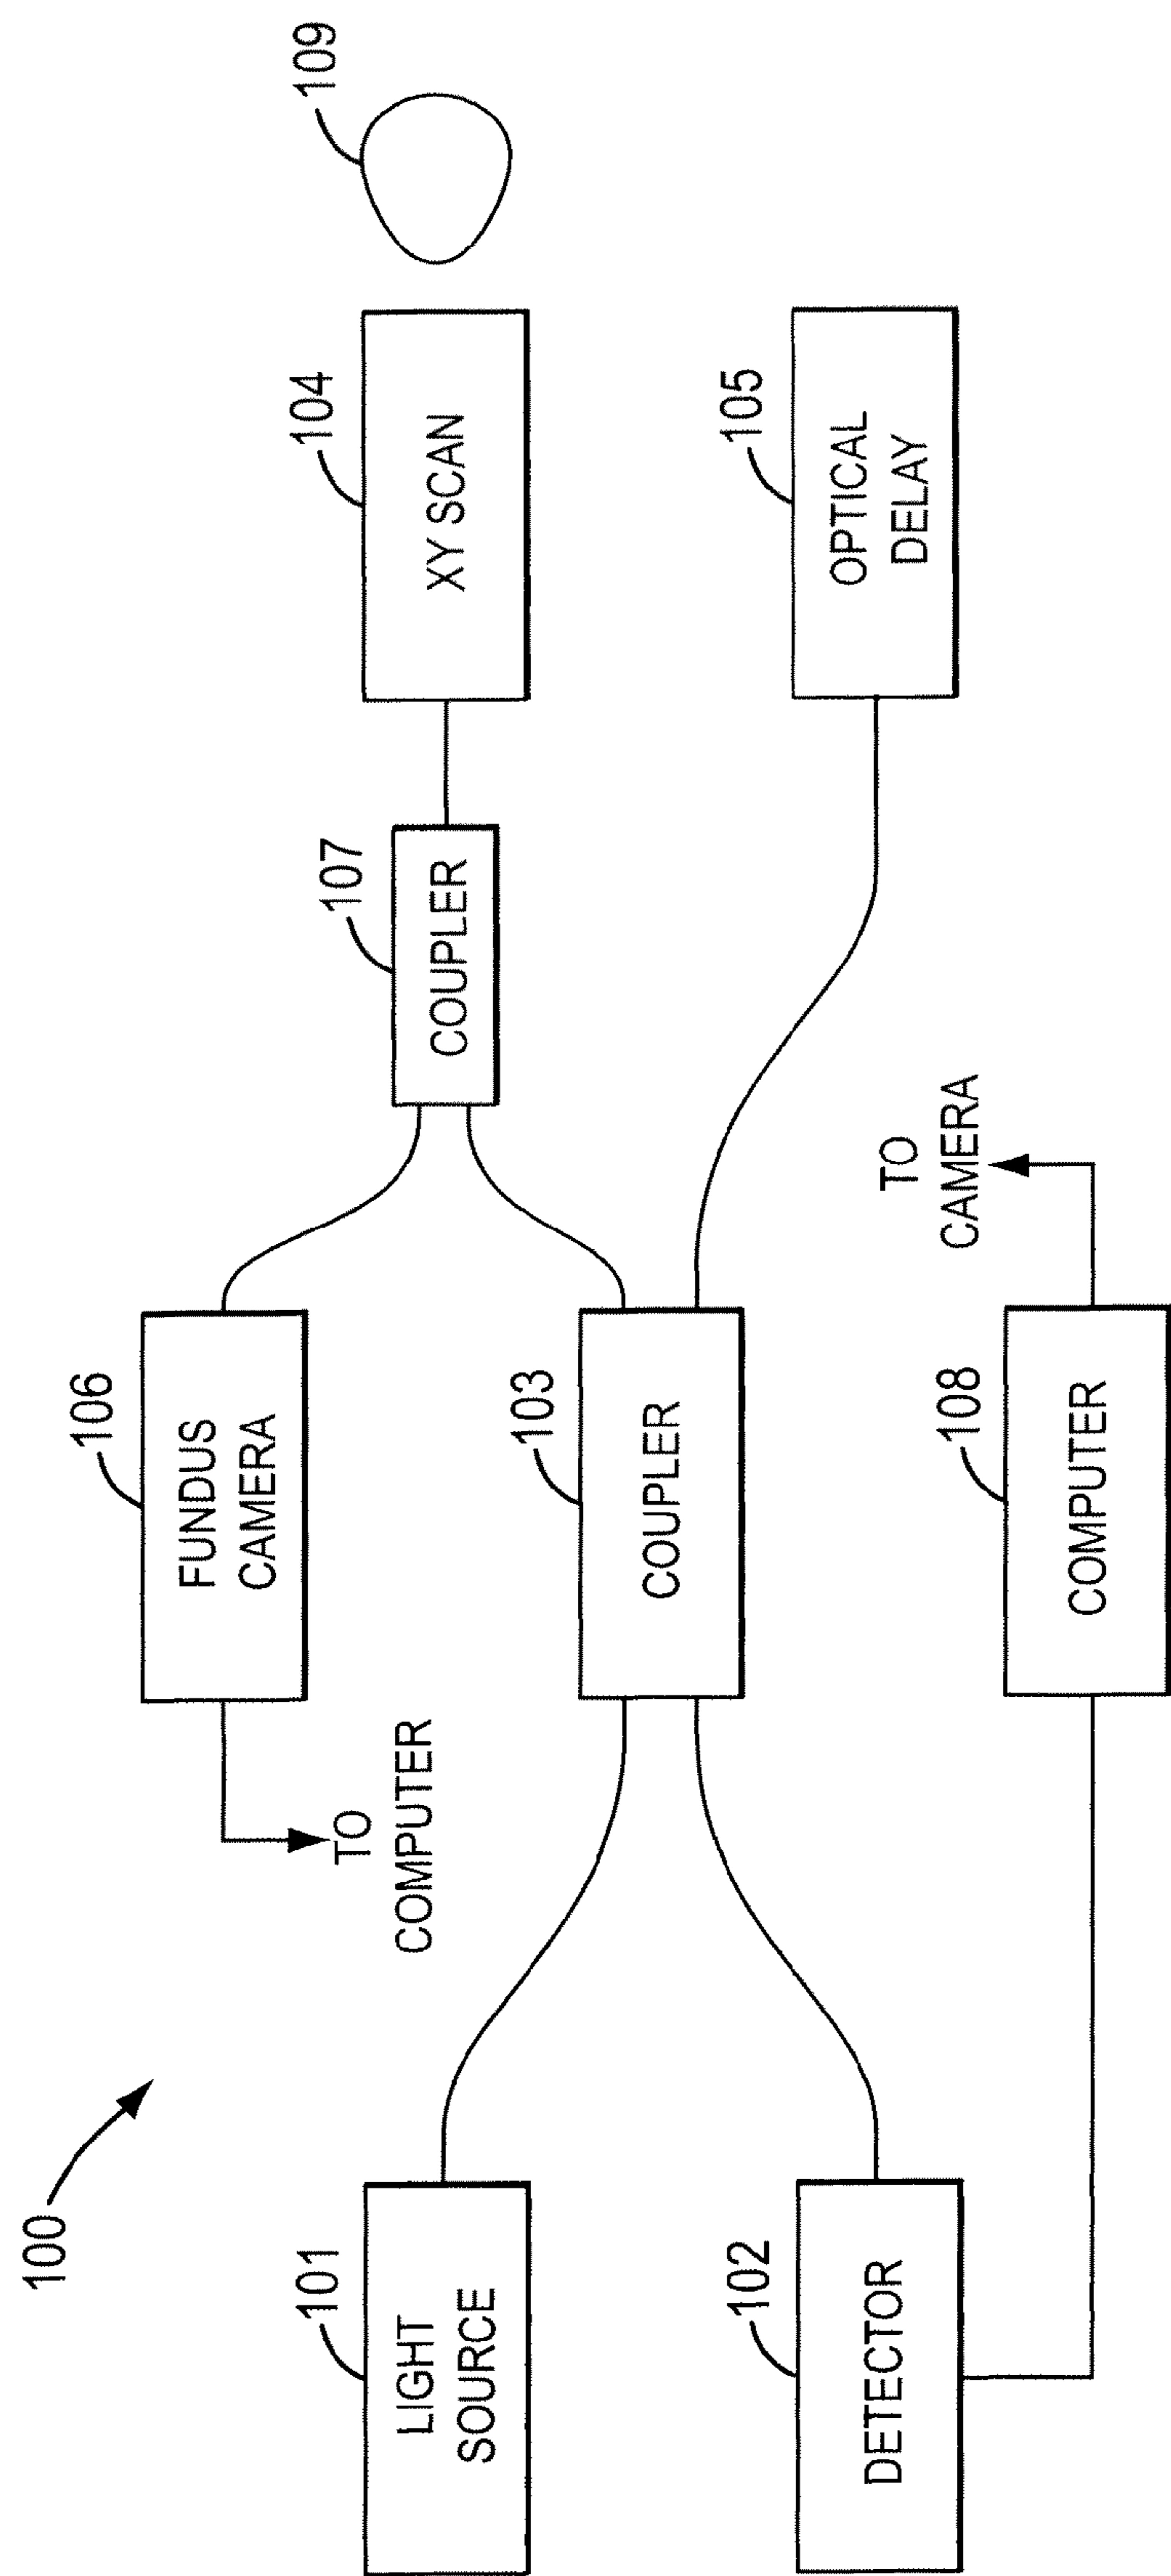 100
101
LIGHT
SOURCE
102
DETECTOR
TO
COMPUTER
106
FUNDUS
CAMERA
103
COUPLER
108
COMPUTER
TO
CAMERA
107
COUPLER
104
XY SCAN
105
OPTICAL
DELAY
109